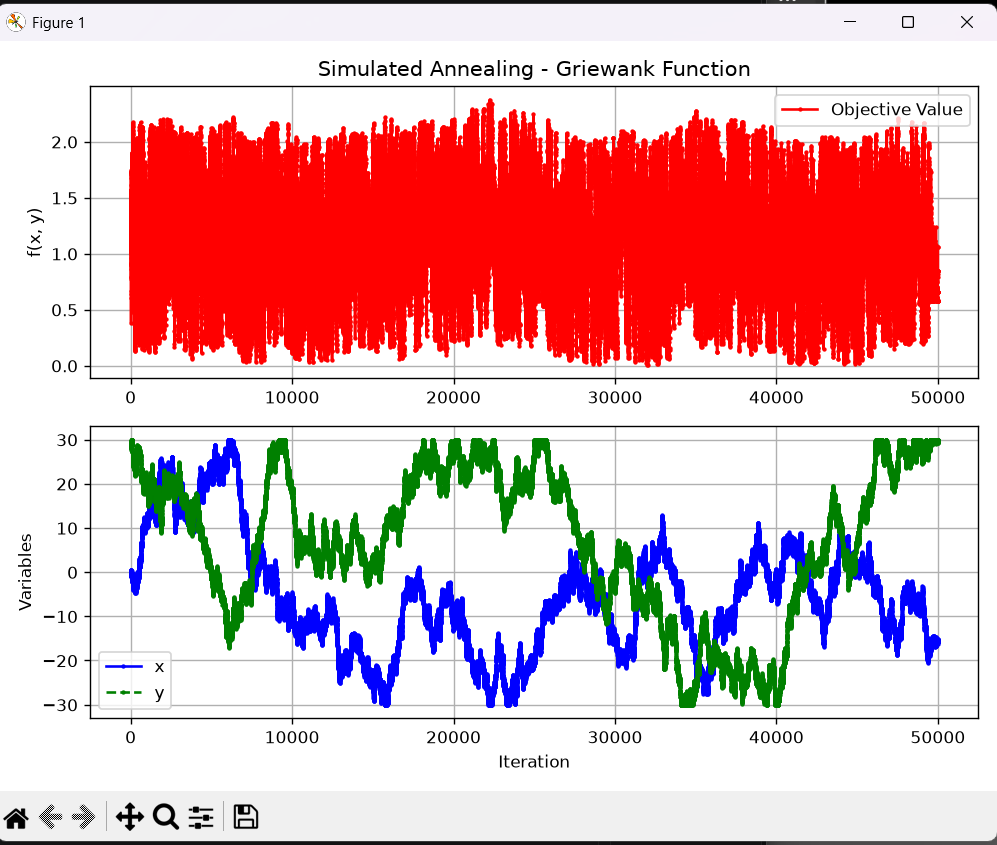 Figure 1
Simulated Annealing - Griewank Function
Objective Value
f(x, y)
2.0
1.5
1.0
0.5
0.0
0 10000 20000 30000 40000 50000
Variables
30
20
10
0
−10
−20
−30
x
y
0 10000 20000 30000 40000 50000
Iteration